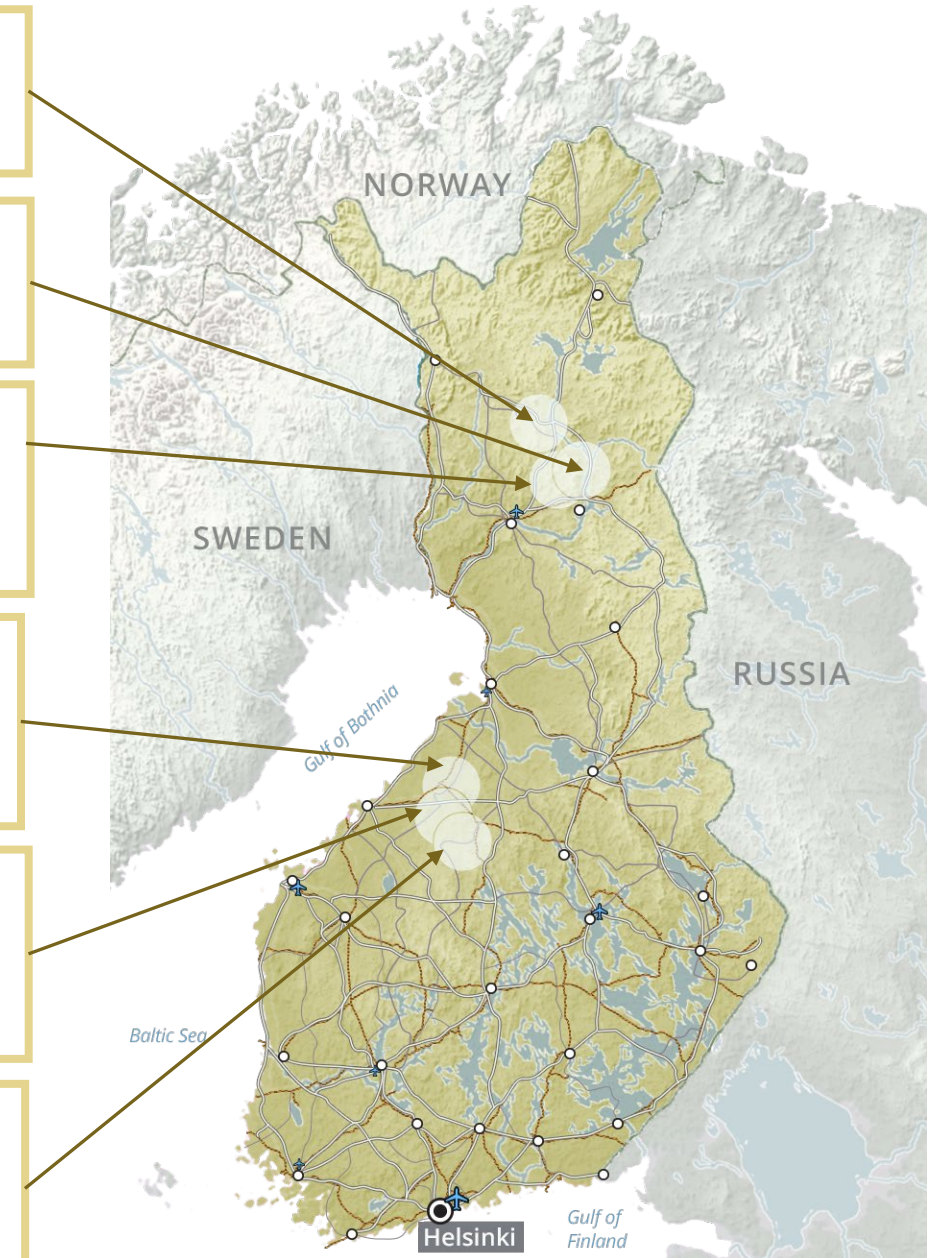 NORWAY
SWEDEN
RUSSIA
Gulf of Bothnia
Baltic Sea
Helsinki
Gulf of
Finland